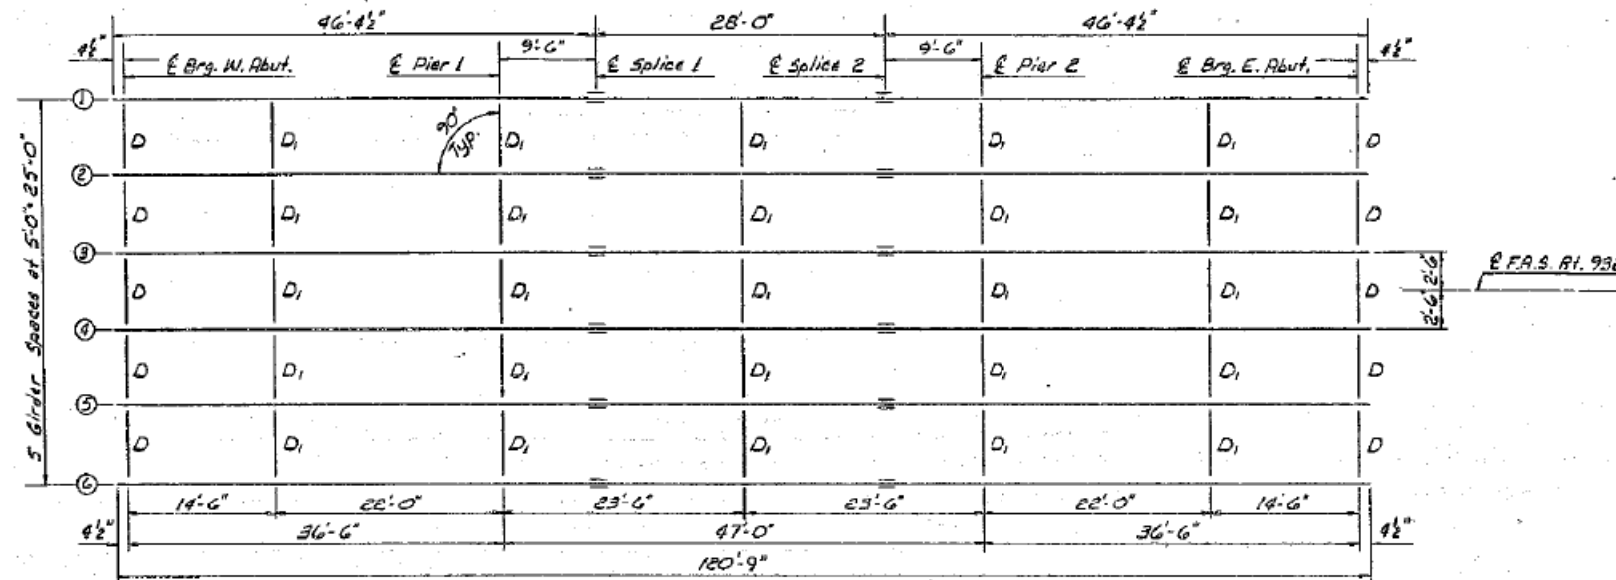 46'-4½" 28'-0" 46'-4½"
4½" 9'-6" 9'-6" 4½"
℄ Brg. W. Abut. ℄ Pier 1 ℄ Splice 1 ℄ Splice 2 ℄ Pier 2 ℄ Brg. E. Abut.
1
D D₁ 90° Typ. D₁ D₁ D₁ D₁ D
2
D D₁ D₁ D₁ D₁ D₁ D
3
D D₁ D₁ D₁ D₁ D₁ D
2'-6" 2'-6"
℄ F.A.S. Rt.
4
D D₁ D₁ D₁ D₁ D₁ D
5
D D₁ D₁ D₁ D₁ D₁ D
6
5 Girder Spaces at 5'-0" = 25'-0"
14'-6" 22'-0" 23'-6" 23'-6" 22'-0" 14'-6"
4½" 36'-6" 47'-0" 36'-6" 4½"
120'-9"